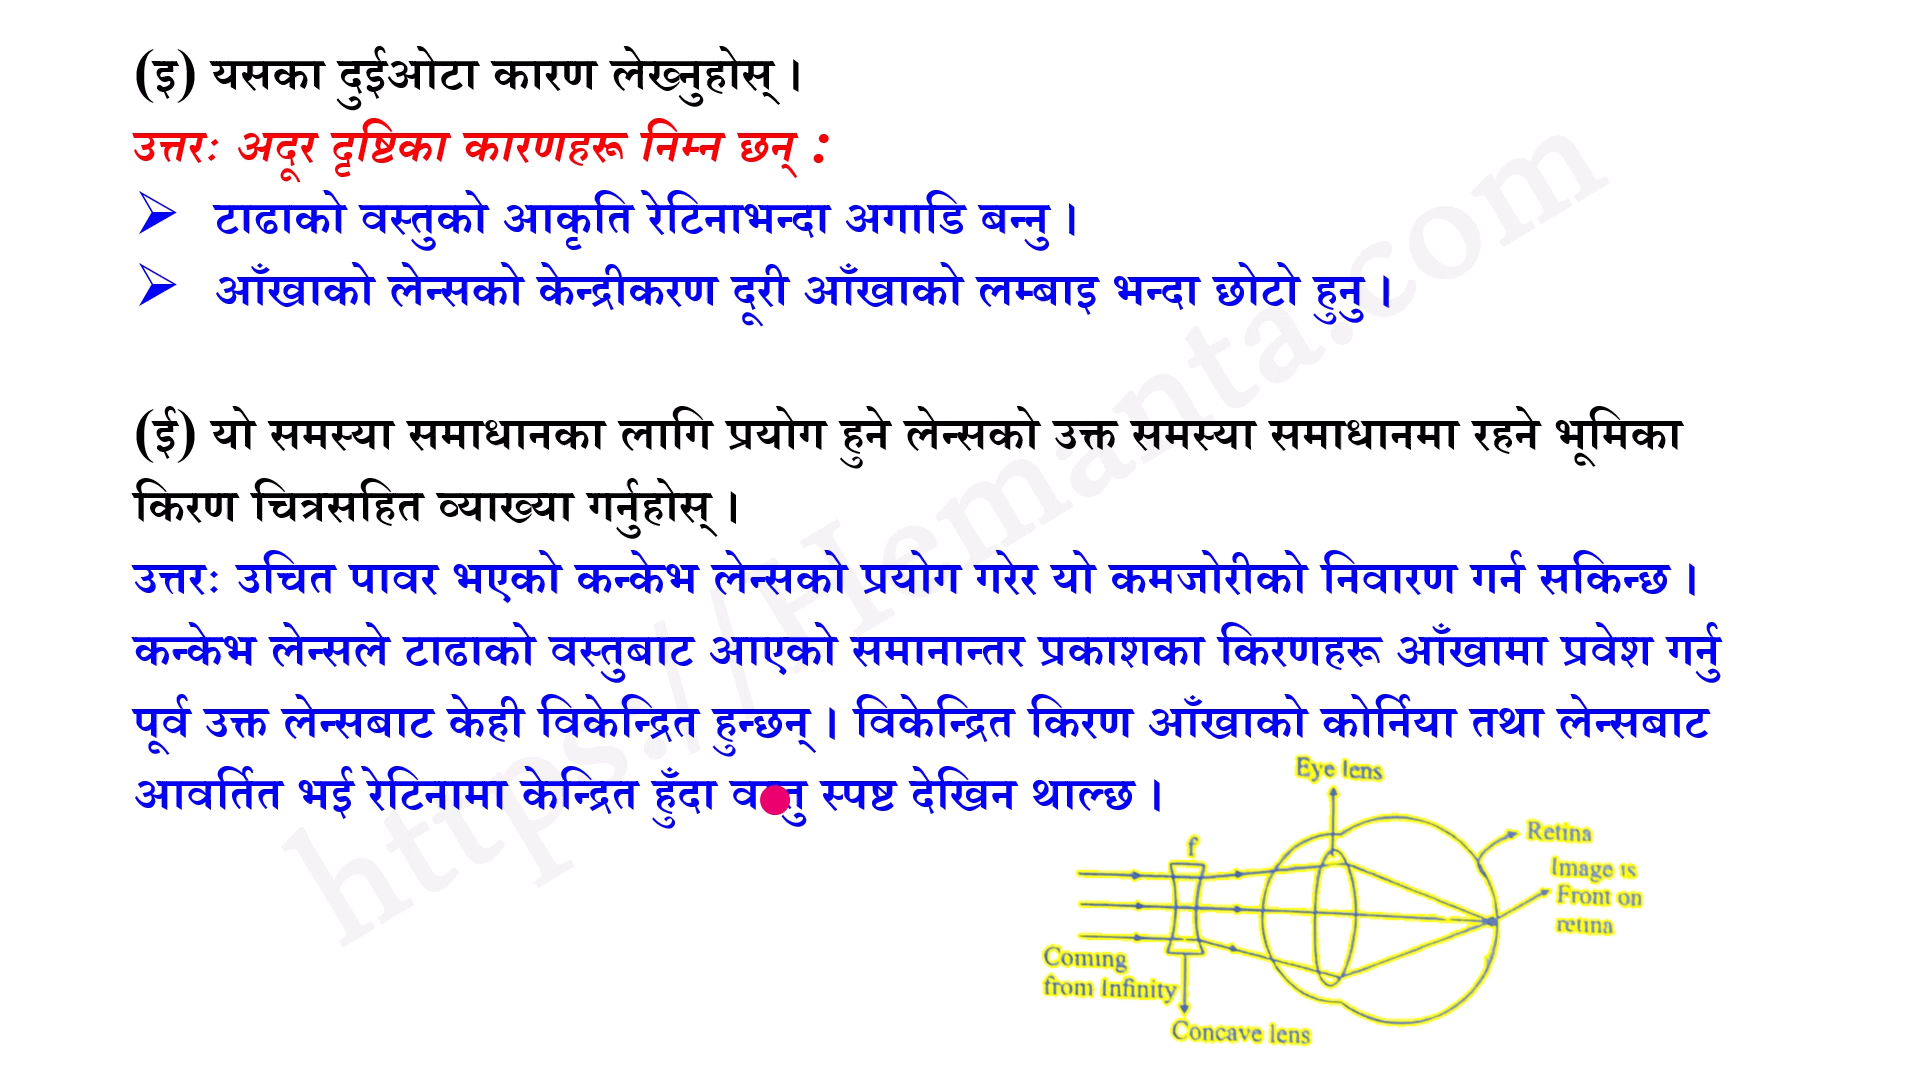 (इ) यसका दुईओटा कारण लेख्नुहोस् ।
उत्तरः अदूर दृष्टिका कारणहरू निम्न छन् :
➢ टाढाको वस्तुको आकृति रेटिनाभन्दा अगाडि बन्नु ।
➢ आँखाको लेन्सको केन्द्रीकरण दूरी आँखाको लम्बाइ भन्दा छोटो हुनु ।
(ई) यो समस्या समाधानका लागि प्रयोग हुने लेन्सको उक्त समस्या समाधानमा रहने भूमिका
किरण चित्रसहित व्याख्या गर्नुहोस् ।
उत्तरः उचित पावर भएको कन्केभ लेन्सको प्रयोग गरेर यो कमजोरीको निवारण गर्न सकिन्छ ।
कन्केभ लेन्सले टाढाको वस्तुबाट आएको समानान्तर प्रकाशका किरणहरू आँखामा प्रवेश गर्नु
पूर्व उक्त लेन्सबाट केही विकेन्द्रित हुन्छन् । विकेन्द्रित किरण आँखाको कोर्निया तथा लेन्सबाट
आवर्तित भई रेटिनामा केन्द्रित हुँदा वस्तु स्पष्ट देखिन थाल्छ ।
Eye lens
f
Retina
Image is
Front on
retina
Coming
from Infinity
Concave lens
https://Hemanta.com